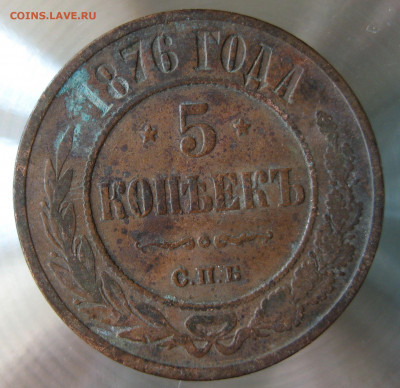 COINS.LAVE.RU
1876 ГОДА
5
КОПѢЕКЪ
С.П.Б